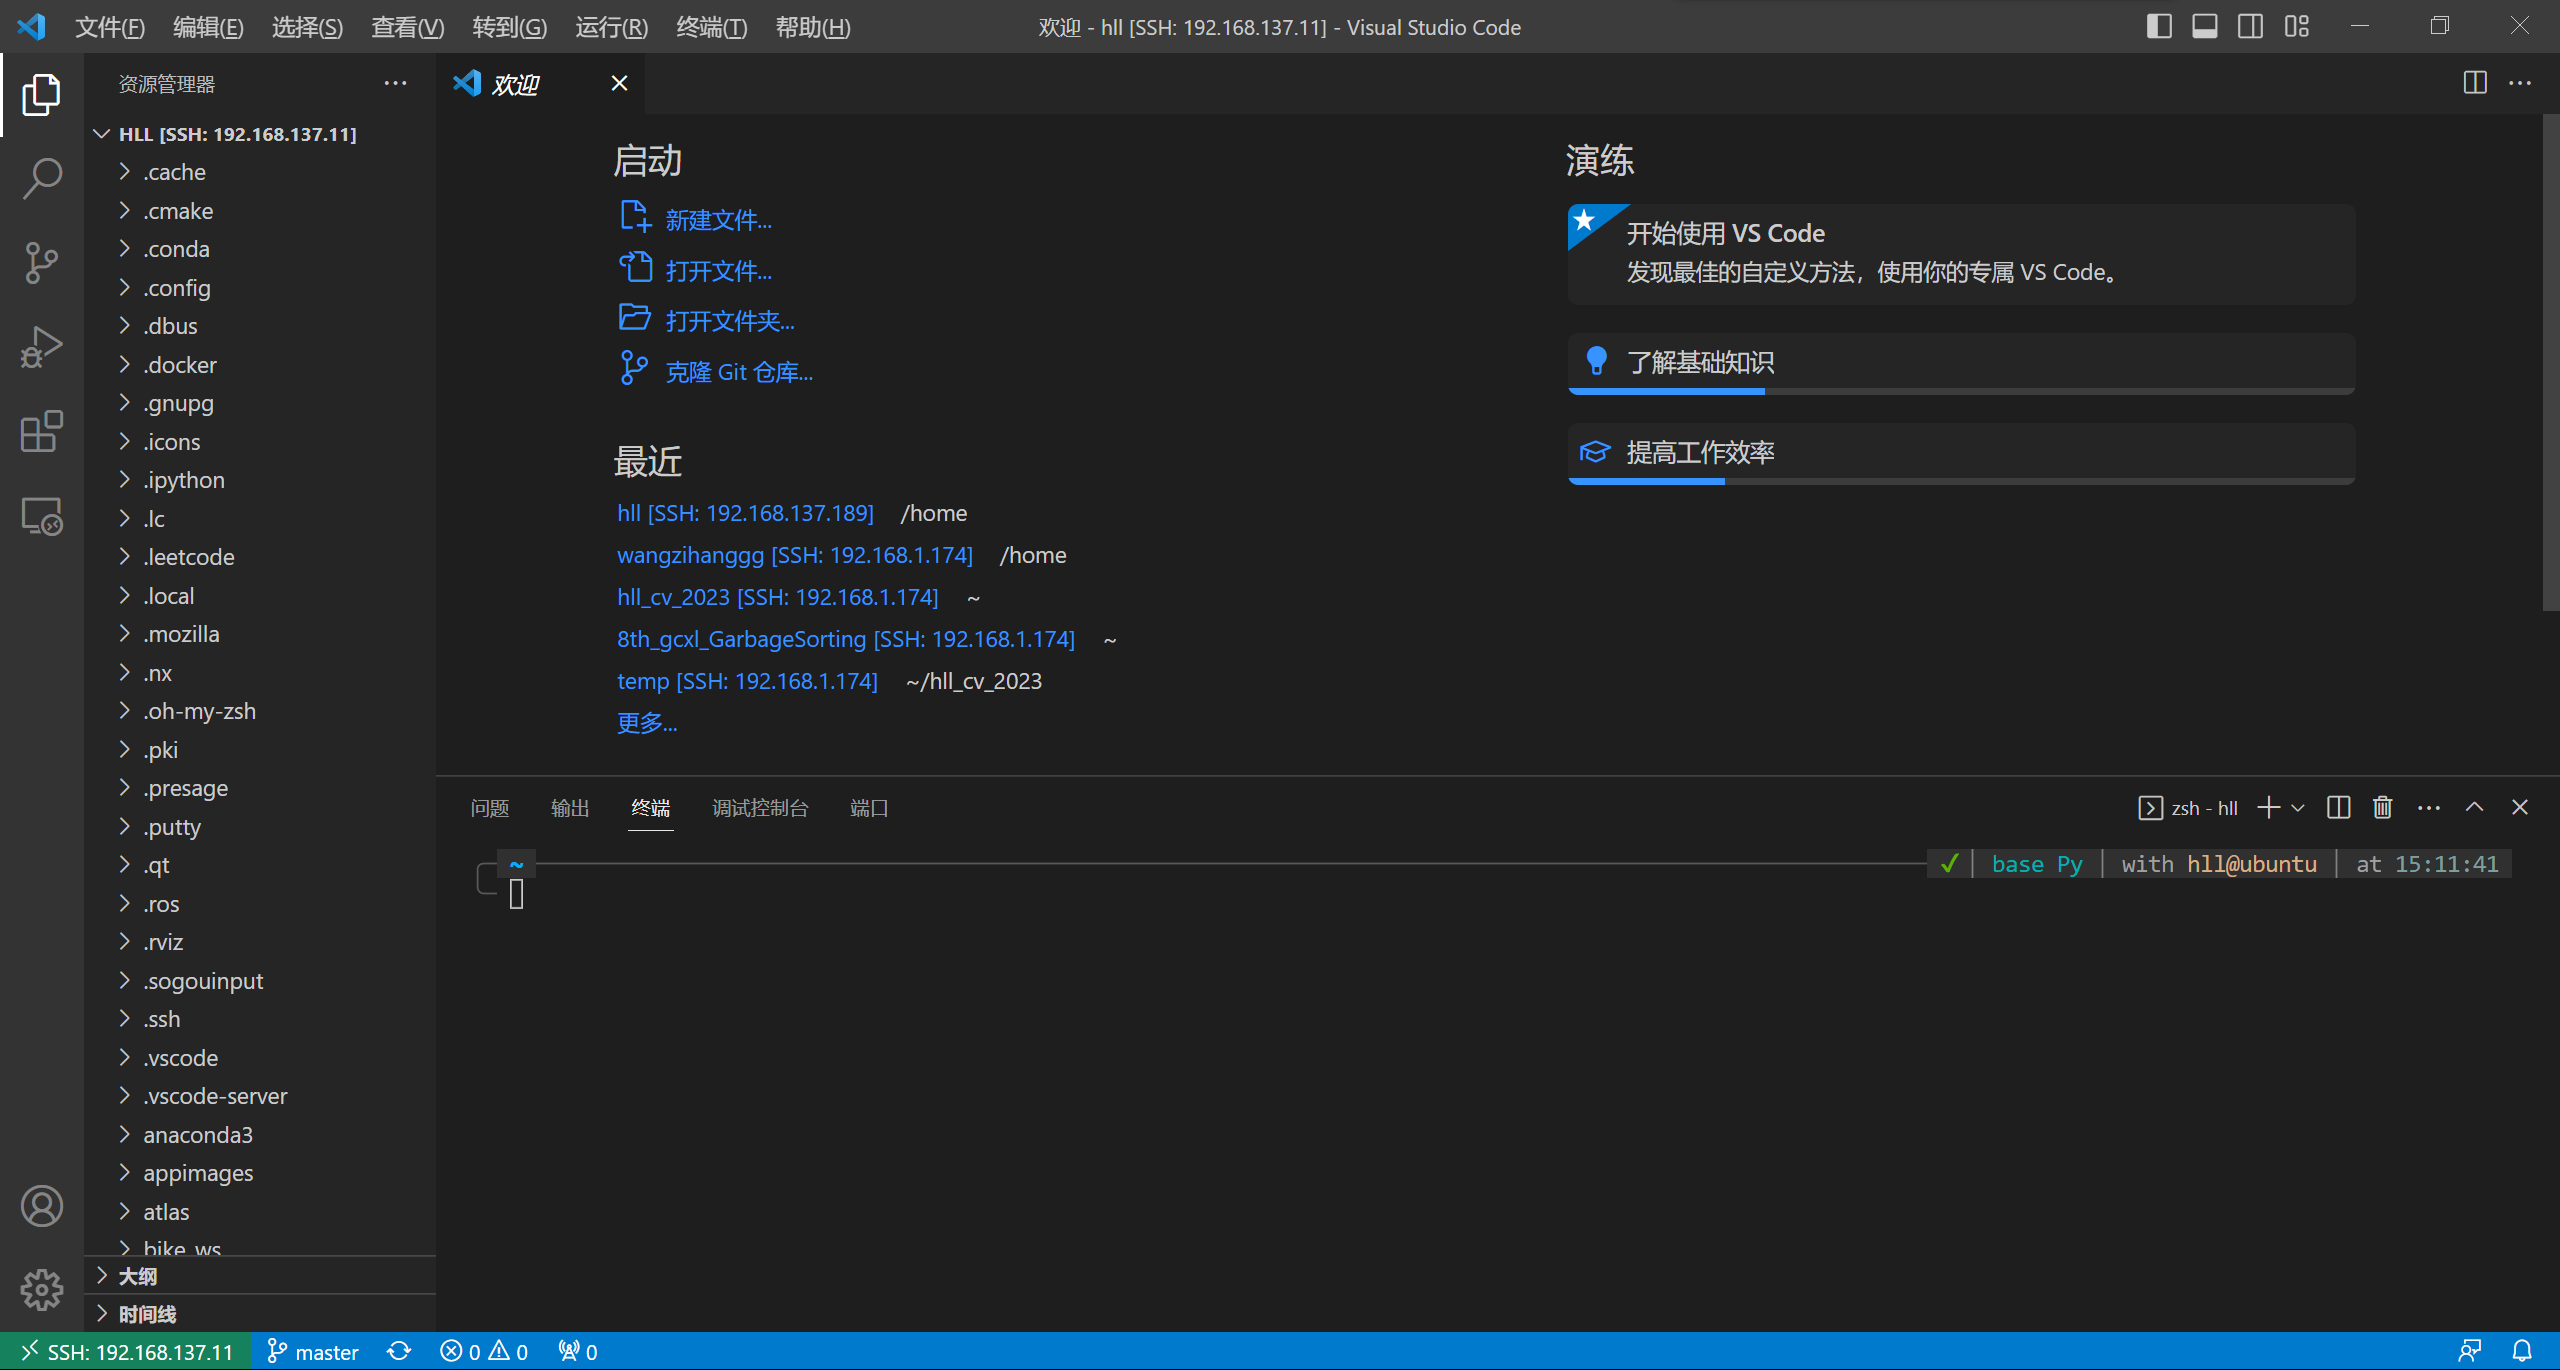 文件(F) 编辑(E) 选择(S) 查看(V) 转到(G) 运行(R) 终端(T) 帮助(H)
欢迎 - hll [SSH: 192.168.137.11] - Visual Studio Code
资源管理器
HLL [SSH: 192.168.137.11]
.cache
.cmake
.conda
.config
.dbus
.docker
.gnupg
.icons
.ipython
.lc
.leetcode
.local
.mozilla
.nx
.oh-my-zsh
.pki
.presage
.putty
.qt
.ros
.rviz
.sogouinput
.ssh
.vscode
.vscode-server
anaconda3
appimages
atlas
bike_ws
大纲
时间线
欢迎
启动
新建文件...
打开文件...
打开文件夹...
克隆 Git 仓库...
最近
hll [SSH: 192.168.137.189] /home
wangzihanggg [SSH: 192.168.1.174] /home
hll_cv_2023 [SSH: 192.168.1.174] ~
8th_gcxl_GarbageSorting [SSH: 192.168.1.174] ~
temp [SSH: 192.168.1.174] ~/hll_cv_2023
更多...
演练
开始使用 VS Code
发现最佳的自定义方法，使用你的专属 VS Code。
了解基础知识
提高工作效率
问题 输出 终端 调试控制台 端口
zsh - hll
~ ✓ | base Py | with hll@ubuntu | at 15:11:41
SSH: 192.168.137.11 master 0 0 0